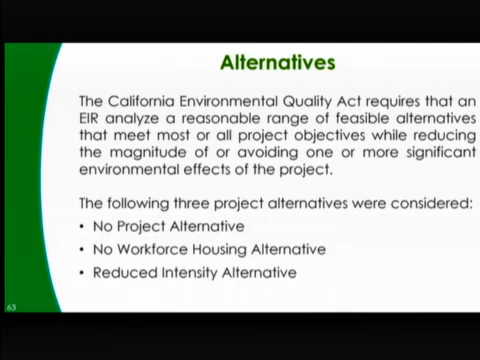 Alternatives
The California Environmental Quality Act requires that an
EIR analyze a reasonable range of feasible alternatives
that meet most or all project objectives while reducing
the magnitude of or avoiding one or more significant
environmental effects of the project.
The following three project alternatives were considered:
• No Project Alternative
• No Workforce Housing Alternative
• Reduced Intensity Alternative
63